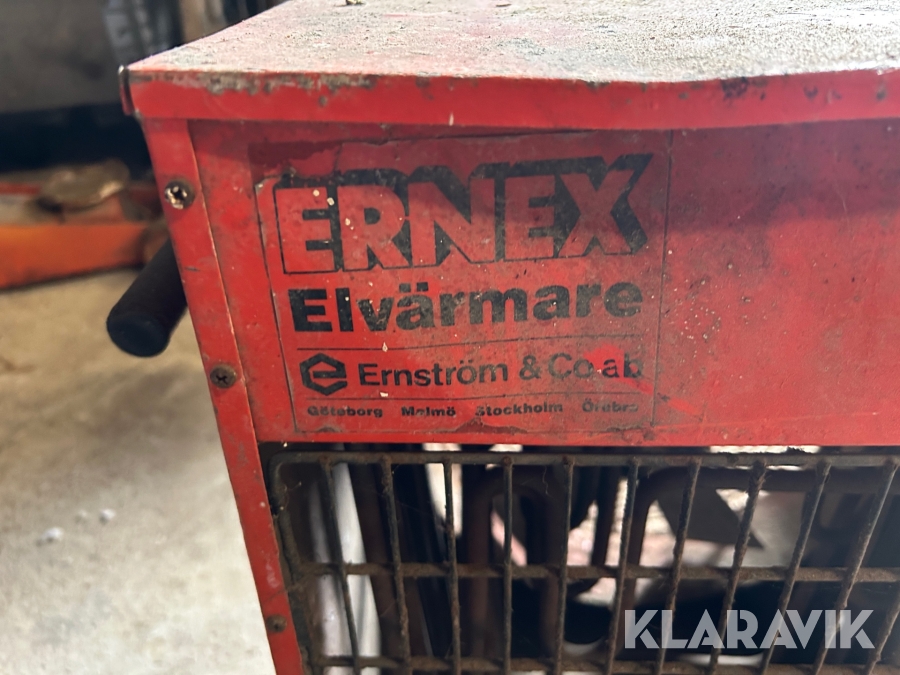 ERNEX
Elvärmare
Ernström & Co ab
Göteborg Malmö Stockholm Örebro
KLARAVIK